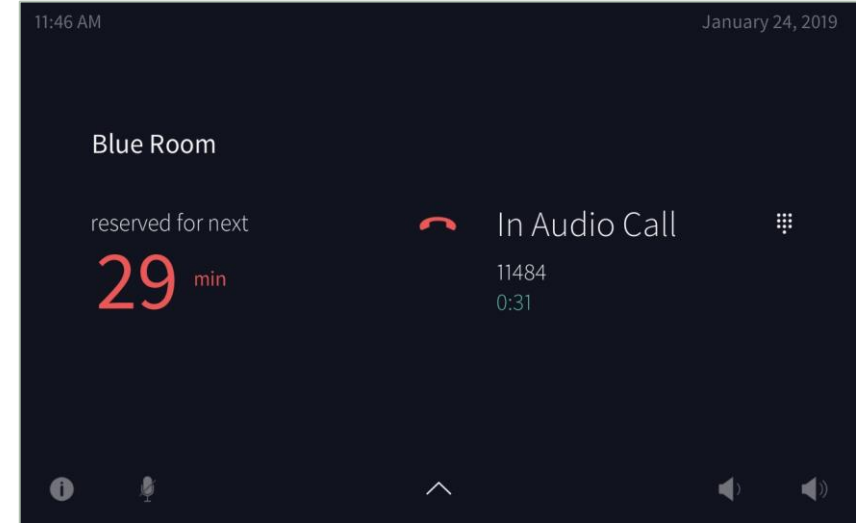 11:46 AM
January 24, 2019
Blue Room
reserved for next
29 min
In Audio Call
11484
0:31